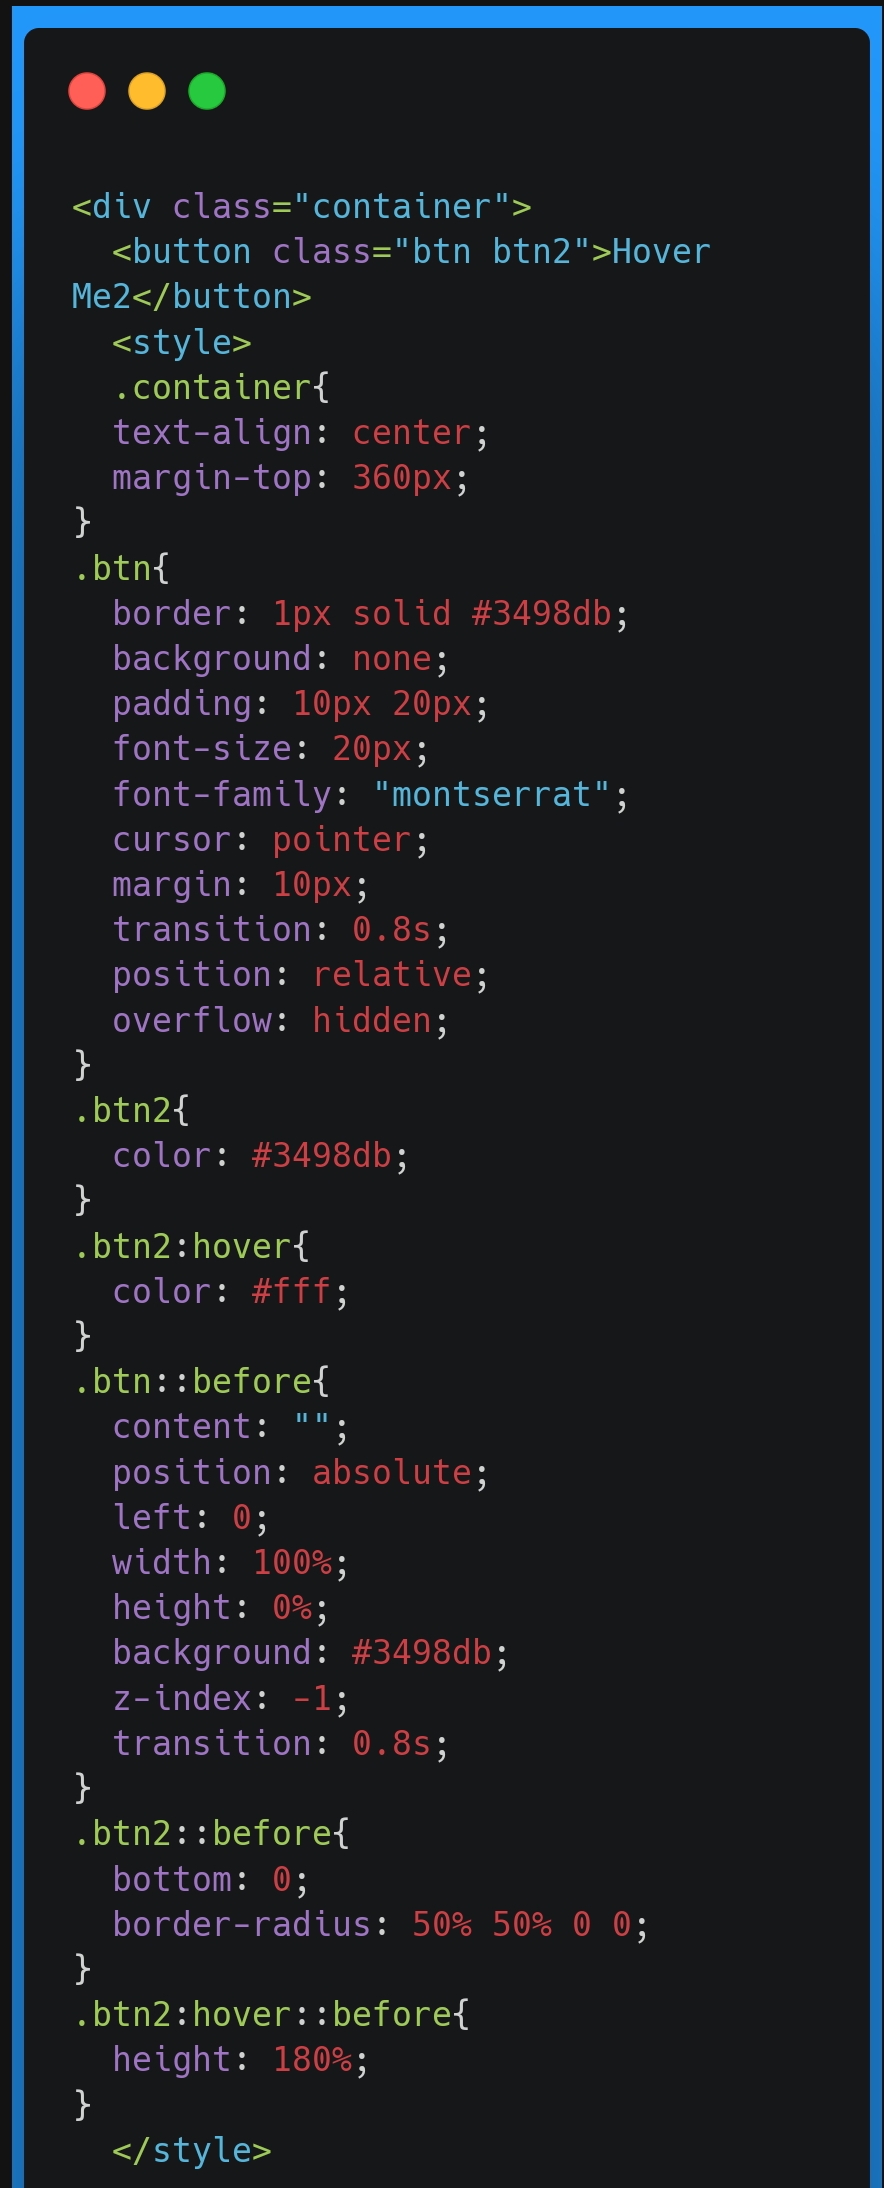 <div class="container">
  <button class="btn btn2">Hover
Me2</button>
  <style>
  .container{
  text-align: center;
  margin-top: 360px;
}
.btn{
  border: 1px solid #3498db;
  background: none;
  padding: 10px 20px;
  font-size: 20px;
  font-family: "montserrat";
  cursor: pointer;
  margin: 10px;
  transition: 0.8s;
  position: relative;
  overflow: hidden;
}
.btn2{
  color: #3498db;
}
.btn2:hover{
  color: #fff;
}
.btn::before{
  content: "";
  position: absolute;
  left: 0;
  width: 100%;
  height: 0%;
  background: #3498db;
  z-index: -1;
  transition: 0.8s;
}
.btn2::before{
  bottom: 0;
  border-radius: 50% 50% 0 0;
}
.btn2:hover::before{
  height: 180%;
}
  </style>